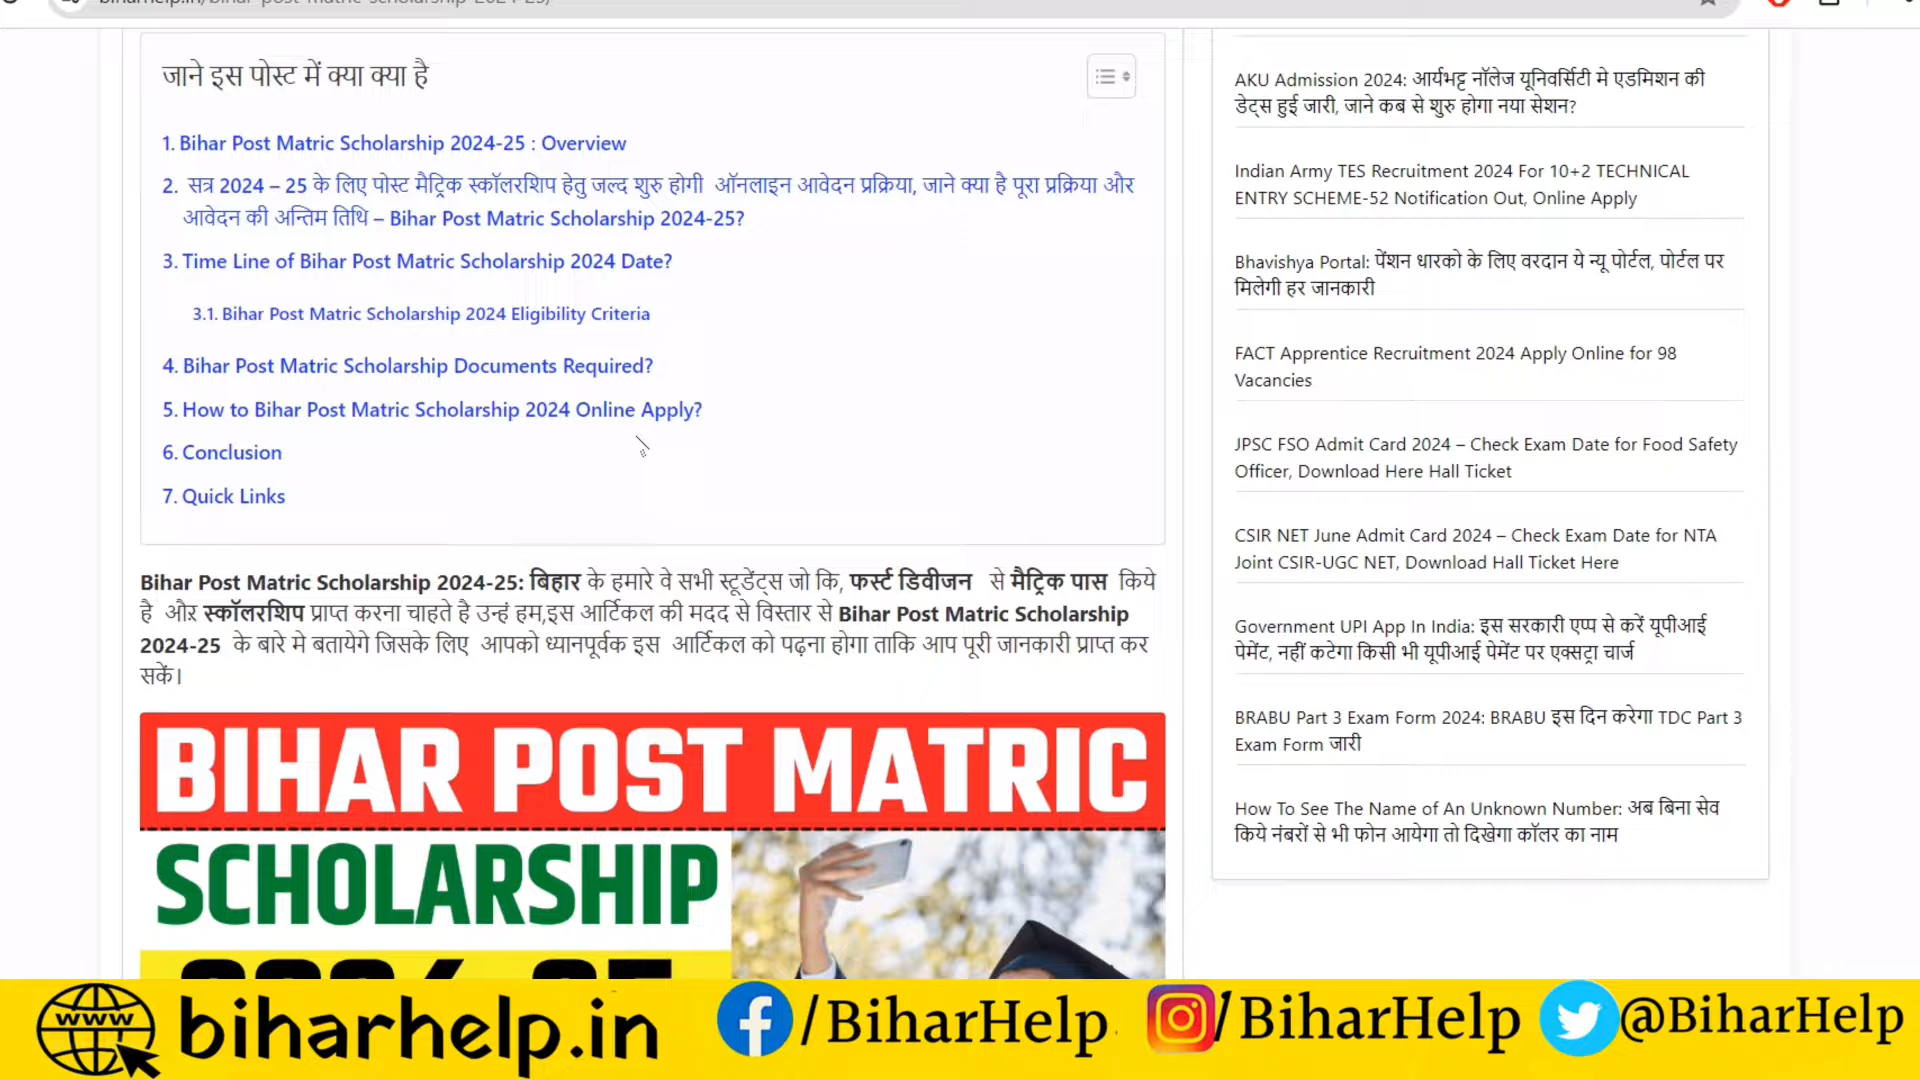 जाने इस पोस्ट में क्या क्या है
1. Bihar Post Matric Scholarship 2024-25 : Overview
2. सत्र 2024 – 25 के लिए पोस्ट मैट्रिक स्कॉलरशिप हेतु जल्द शुरु होगी ऑनलाइन आवेदन प्रक्रिया, जाने क्या है पूरा प्रक्रिया और
आवेदन की अन्तिम तिथि – Bihar Post Matric Scholarship 2024-25?
3. Time Line of Bihar Post Matric Scholarship 2024 Date?
3.1. Bihar Post Matric Scholarship 2024 Eligibility Criteria
4. Bihar Post Matric Scholarship Documents Required?
5. How to Bihar Post Matric Scholarship 2024 Online Apply?
6. Conclusion
7. Quick Links
Bihar Post Matric Scholarship 2024-25: बिहार के हमारे वे सभी स्टूडेंट्स जो कि, फर्स्ट डिवीजन से मैट्रिक पास किये
है और स्कॉलरशिप प्राप्त करना चाहते है उन्हं हम,इस आर्टिकल की मदद से विस्तार से Bihar Post Matric Scholarship
2024-25 के बारे मे बतायेगे जिसके लिए आपको ध्यानपूर्वक इस आर्टिकल को पढ़ना होगा ताकि आप पूरी जानकारी प्राप्त कर
सकें।
BIHAR POST MATRIC
SCHOLARSHIP
AKU Admission 2024: आर्यभट्ट नॉलेज यूनिवर्सिटी मे एडमिशन की
डेट्स हुई जारी, जाने कब से शुरु होगा नया सेशन?
Indian Army TES Recruitment 2024 For 10+2 TECHNICAL
ENTRY SCHEME-52 Notification Out, Online Apply
Bhavishya Portal: पेंशन धारको के लिए वरदान ये न्यू पोर्टल, पोर्टल पर
मिलेगी हर जानकारी
FACT Apprentice Recruitment 2024 Apply Online for 98
Vacancies
JPSC FSO Admit Card 2024 – Check Exam Date for Food Safety
Officer, Download Here Hall Ticket
CSIR NET June Admit Card 2024 – Check Exam Date for NTA
Joint CSIR-UGC NET, Download Hall Ticket Here
Government UPI App In India: इस सरकारी एप्प से करें यूपीआई
पेमेंट, नहीं कटेगा किसी भी यूपीआई पेमेंट पर एक्सट्रा चार्ज
BRABU Part 3 Exam Form 2024: BRABU इस दिन करेगा TDC Part 3
Exam Form जारी
How To See The Name of An Unknown Number: अब बिना सेव
किये नंबरों से भी फोन आयेगा तो दिखेगा कॉलर का नाम
www
biharhelp.in
/BiharHelp
/BiharHelp
@BiharHelp